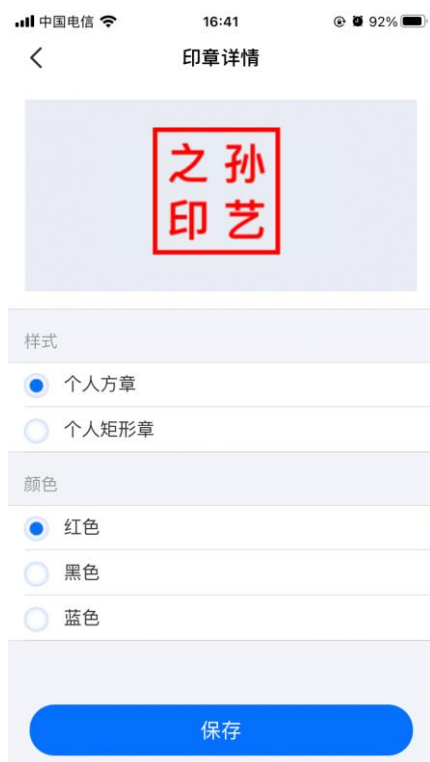 中国电信 16:41 92%
印章详情
之孙
印艺
样式
个人方章
个人矩形章
颜色
红色
黑色
蓝色
保存